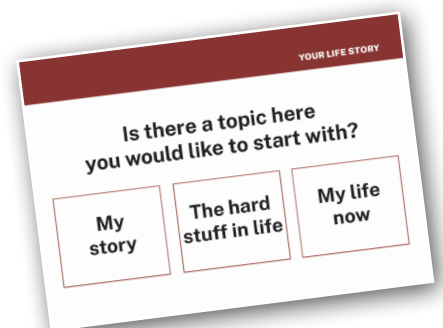 YOUR LIFE STORY
Is there a topic here
you would like to start with?
My
story
The hard
stuff in life
My life
now